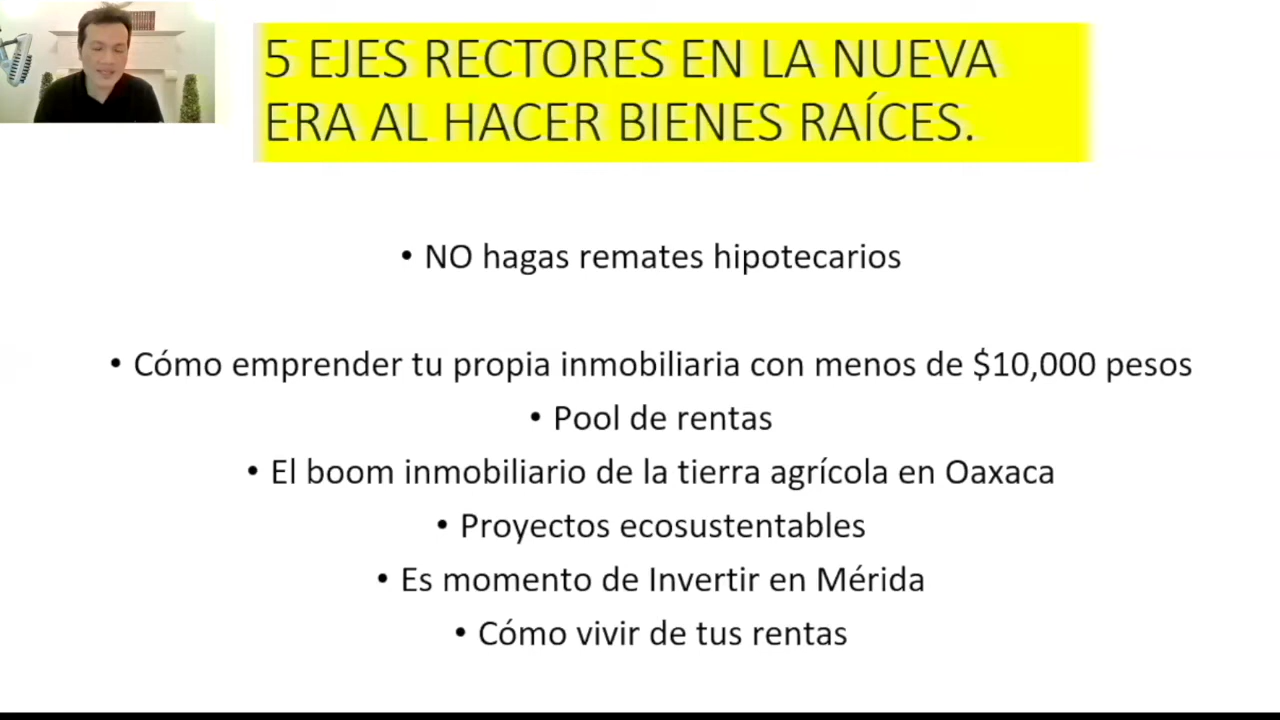 5 EJES RECTORES EN LA NUEVA
ERA AL HACER BIENES RAÍCES.
• NO hagas remates hipotecarios
• Cómo emprender tu propia inmobiliaria con menos de $10,000 pesos
• Pool de rentas
• El boom inmobiliario de la tierra agrícola en Oaxaca
• Proyectos ecosustentables
• Es momento de Invertir en Mérida
• Cómo vivir de tus rentas